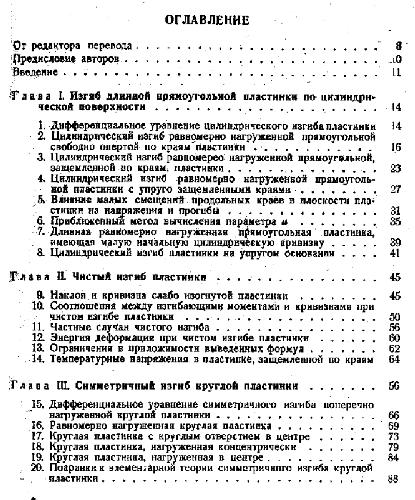 ОГЛАВЛЕНИЕ
От редактора перевода . . . 8
Предисловие авторов . . . 10
Введение . . . 11
Глава I. Изгиб длинной прямоугольной пластинки по цилиндри-
ческой поверхности . . . 14
1. Дифференциальное уравнение цилиндрического изгиба пластинки 14
2. Цилиндрический изгиб равномерно нагруженной прямоугольной
свободно опертой по краям пластинки . . . 16
3. Цилиндрический изгиб равномерно нагруженной прямоугольной,
защемленной по краям, пластинки . . . 23
4. Цилиндрический изгиб равномерно нагруженной прямоуголь-
ной пластинки с упруго защемленными краями . . . 27
5. Влияние малых смещений продольных краев в плоскости пла-
стинки на напряжения и прогибы . . . 31
6. Приближенный метод вычисления параметра u . . . 35
7. Длинная равномерно нагруженная прямоугольная пластинка,
имеющая малую начальную цилиндрическую кривизну . . . 39
8. Цилиндрический изгиб пластинки на упругом основании . . . 41
Глава II. Чистый изгиб пластинки . . . 45
9. Наклон и кривизна слабо изогнутой пластинки . . . 45
10. Соотношения между изгибающими моментами и кривизнами при
чистом изгибе пластинки . . . 50
11. Частные случаи чистого изгиба . . . 56
12. Энергия деформации при чистом изгибе пластинки . . . 60
13. Ограничения в приложимости выведенных формул . . . 62
14. Температурные напряжения в пластинке, защемленной по краям 64
Глава III. Симметричный изгиб круглой пластинки . . . 66
15. Дифференциальное уравнение симметричного изгиба поперечно
нагруженной круглой пластинки . . . 66
16. Равномерно нагруженная круглая пластинка . . . 69
17. Круглая пластинка с круглым отверстием в центре . . . 73
18. Круглая пластинка, нагруженная концентрически . . . 79
19. Круглая пластинка, нагруженная в центре . . . 84
20. Поправки к элементарной теории симметричного изгиба круглой
пластинки . . . 88